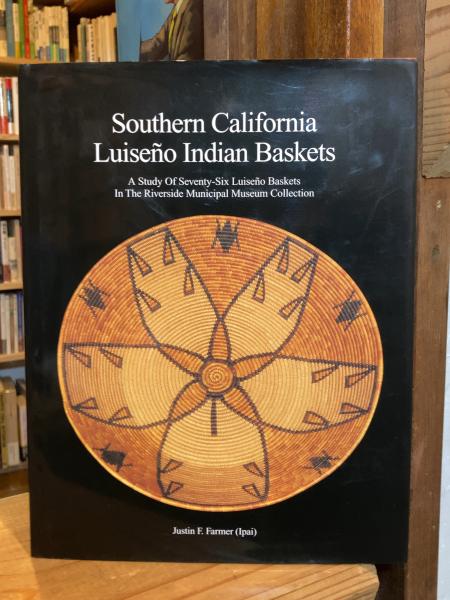 Southern California
Luiseño Indian Baskets
A Study Of Seventy-Six Luiseño Baskets
In The Riverside Municipal Museum Collection
Justin F. Farmer (Ipai)